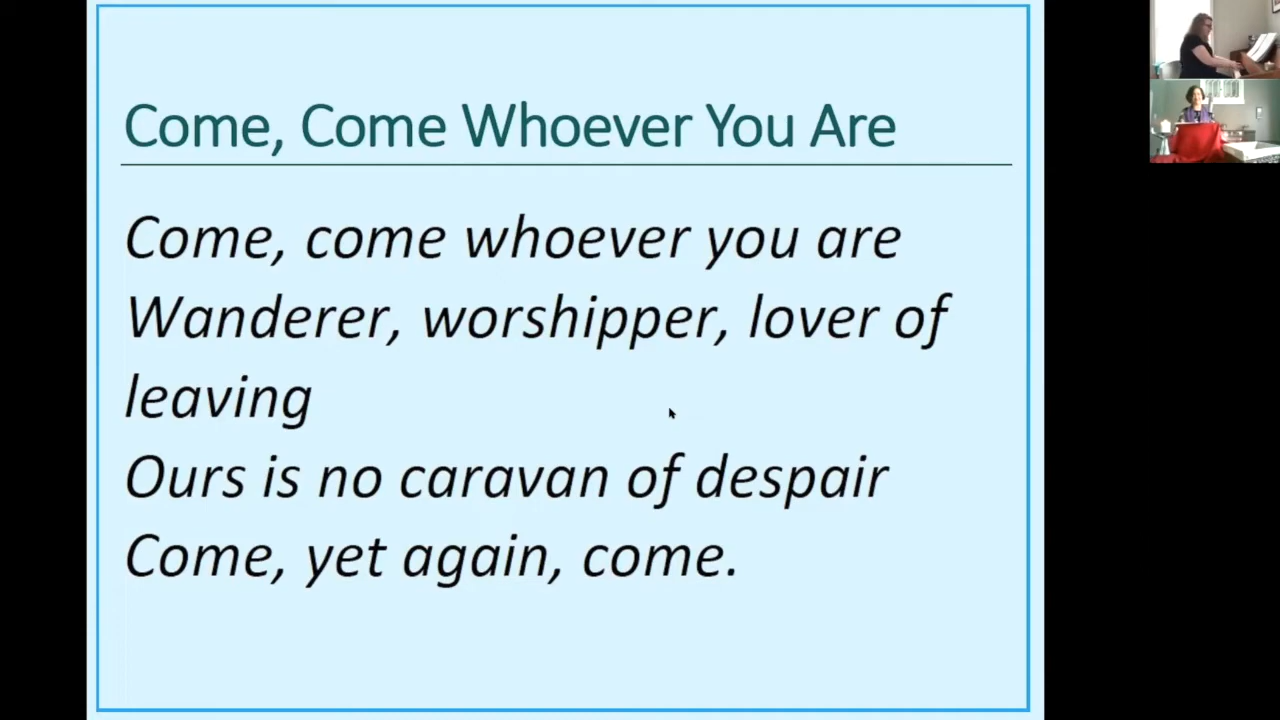 Come, Come Whoever You Are
Come, come whoever you are
Wanderer, worshipper, lover of
leaving
Ours is no caravan of despair
Come, yet again, come.